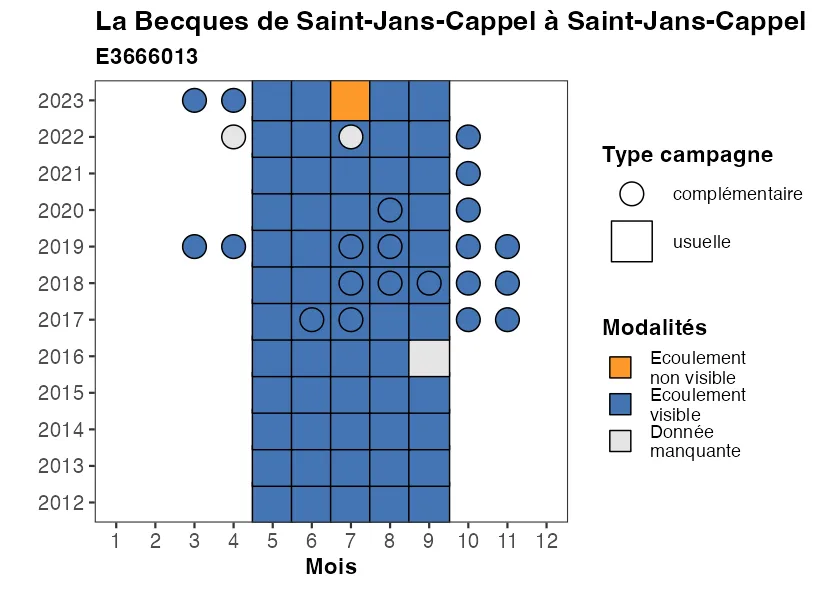 La Becques de Saint-Jans-Cappel à Saint-Jans-Cappel
E3666013
2023
2022
2021
2020
2019
2018
2017
2016
2015
2014
2013
2012
1 2 3 4 5 6 7 8 9 10 11 12
Mois
Type campagne
complémentaire
usuelle
Modalités
Ecoulement
non visible
Ecoulement
visible
Donnée
manquante